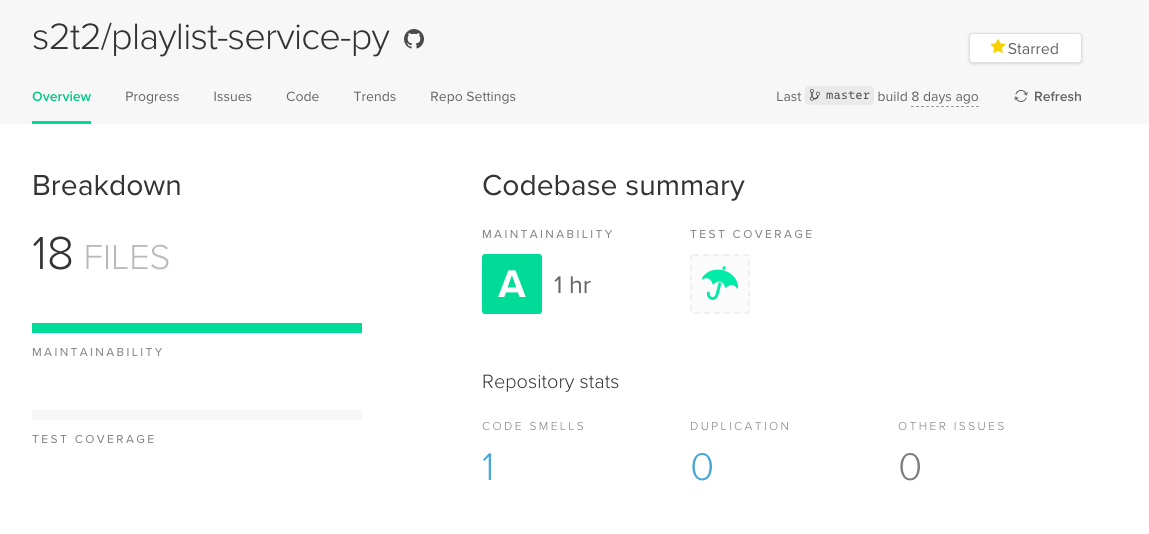 s2t2/playlist-service-py
Starred
Overview Progress Issues Code Trends Repo Settings Last master build 8 days ago Refresh
Breakdown
18 FILES
MAINTAINABILITY
TEST COVERAGE
Codebase summary
MAINTAINABILITY TEST COVERAGE
A 1 hr
Repository stats
CODE SMELLS DUPLICATION OTHER ISSUES
1 0 0